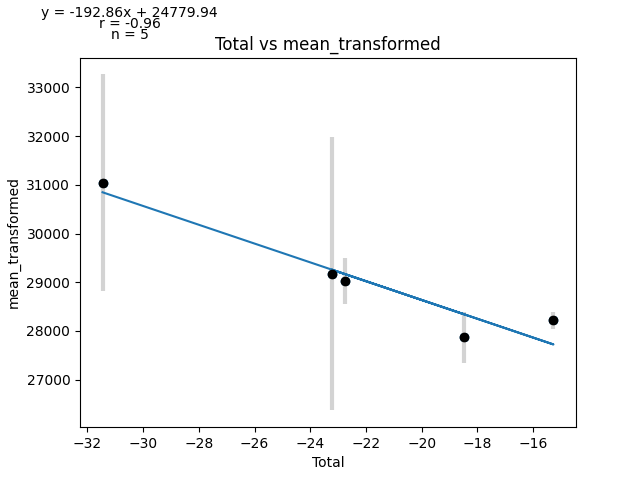 y = -192.86x + 24779.94
r = -0.96
n = 5
Total vs mean_transformed
33000
32000
31000
30000
29000
28000
27000
mean_transformed
−32
−30
−28
−26
−24
−22
−20
−18
−16
Total